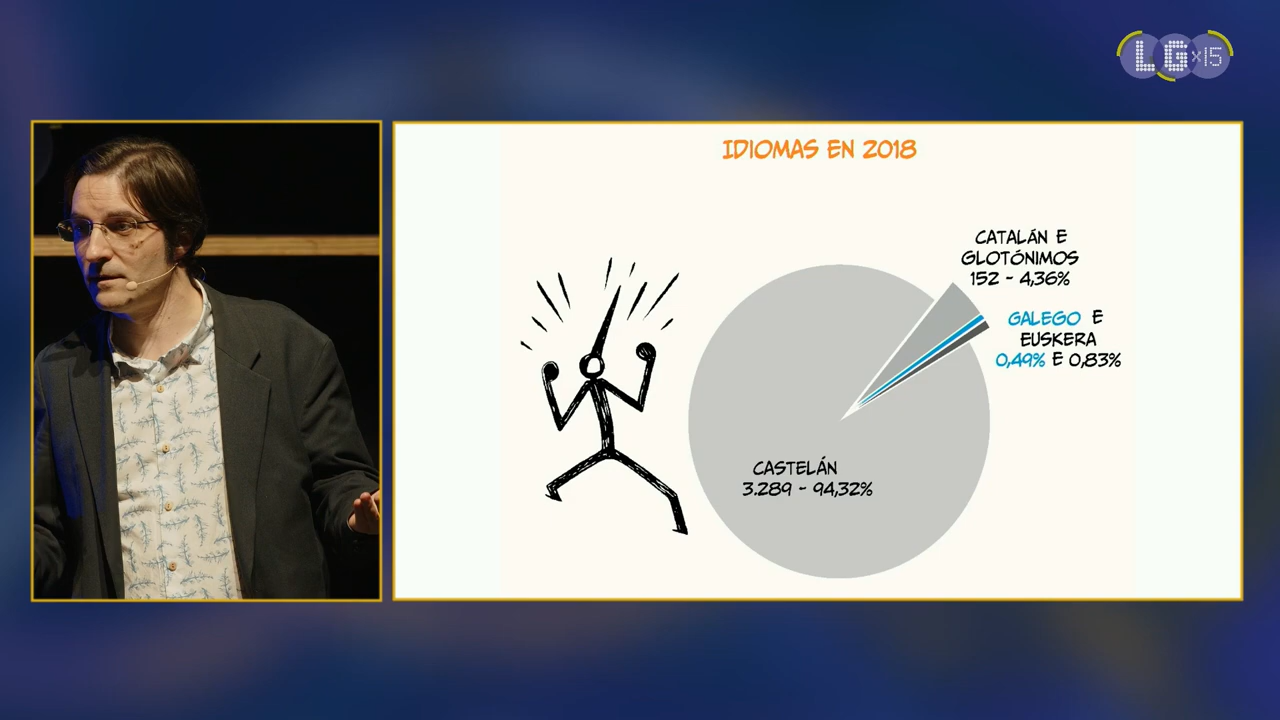 LG×15
IDIOMAS EN 2018
CATALÁN E
GLOTÓNIMOS
152 - 4,36%
GALEGO E
EUSKERA
0,49% E 0,83%
CASTELÁN
3.289 - 94,32%